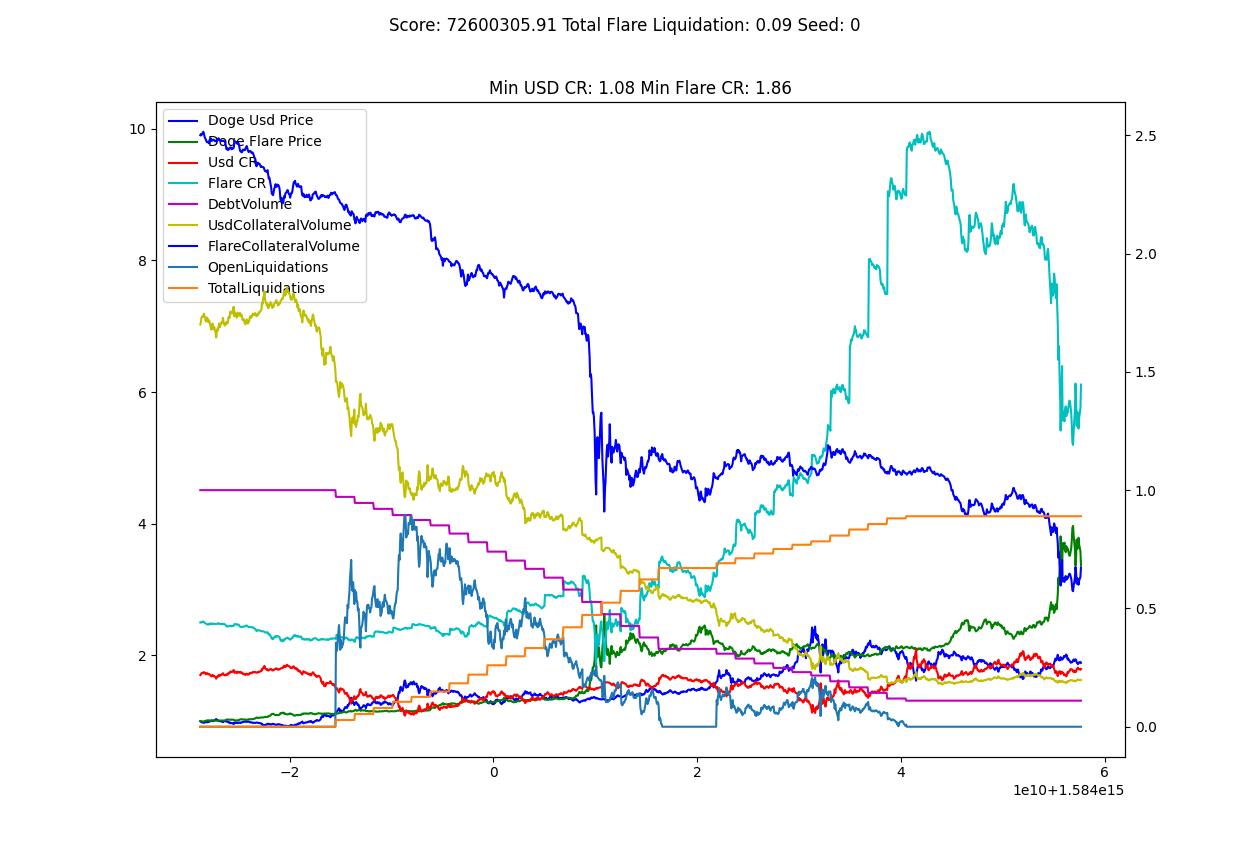 Score: 72600305.91 Total Flare Liquidation: 0.09 Seed: 0
Min USD CR: 1.08 Min Flare CR: 1.86
Doge Usd Price
Doge Flare Price
Usd CR
Flare CR
DebtVolume
UsdCollateralVolume
FlareCollateralVolume
OpenLiquidations
TotalLiquidations
10
8
6
4
2
2.5
2.0
1.5
1.0
0.5
0.0
−2
0
2
4
6
1e10+1.584e15